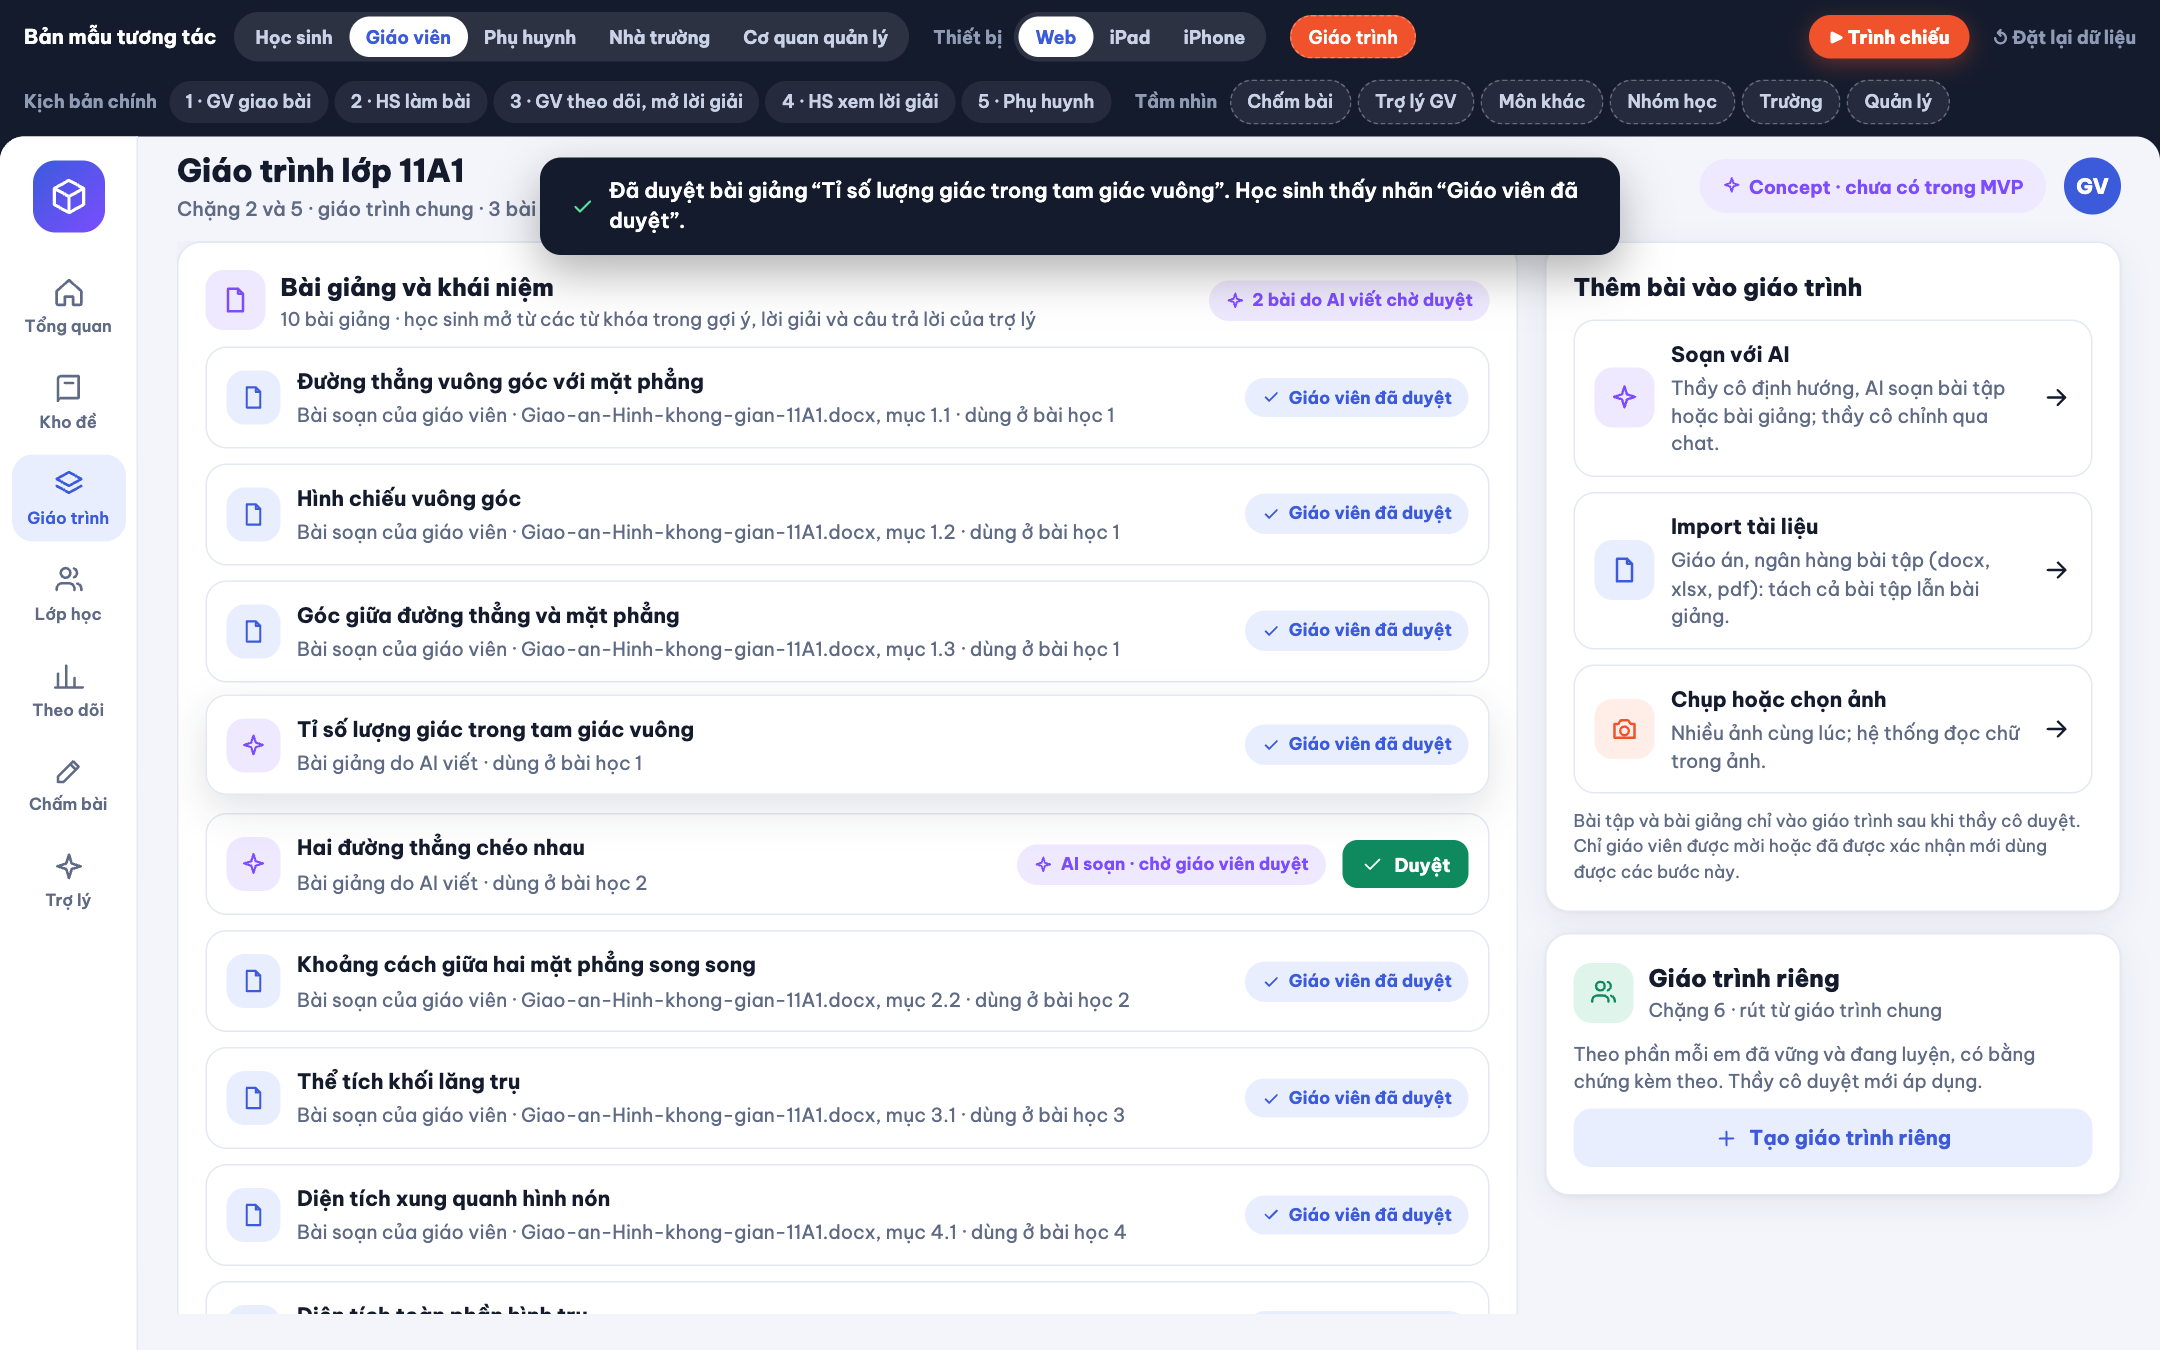 Bản mẫu tương tác
Học sinh
Giáo viên
Phụ huynh
Nhà trường
Cơ quan quản lý
Thiết bị
Web
iPad
iPhone
Giáo trình
Trình chiếu
Đặt lại dữ liệu
Kịch bản chính
1 · GV giao bài
2 · HS làm bài
3 · GV theo dõi, mở lời giải
4 · HS xem lời giải
5 · Phụ huynh
Tầm nhìn
Chấm bài
Trợ lý GV
Môn khác
Nhóm học
Trường
Quản lý
Tổng quan
Kho đề
Giáo trình
Lớp học
Theo dõi
Chấm bài
Trợ lý
Giáo trình lớp 11A1
Chặng 2 và 5 · giáo trình chung · 3 bài
Đã duyệt bài giảng “Tỉ số lượng giác trong tam giác vuông”. Học sinh thấy nhãn “Giáo viên đã
duyệt”.
Concept · chưa có trong MVP
GV
Bài giảng và khái niệm
10 bài giảng · học sinh mở từ các từ khóa trong gợi ý, lời giải và câu trả lời của trợ lý
2 bài do AI viết chờ duyệt
Đường thẳng vuông góc với mặt phẳng
Bài soạn của giáo viên · Giao-an-Hinh-khong-gian-11A1.docx, mục 1.1 · dùng ở bài học 1
Giáo viên đã duyệt
Hình chiếu vuông góc
Bài soạn của giáo viên · Giao-an-Hinh-khong-gian-11A1.docx, mục 1.2 · dùng ở bài học 1
Giáo viên đã duyệt
Góc giữa đường thẳng và mặt phẳng
Bài soạn của giáo viên · Giao-an-Hinh-khong-gian-11A1.docx, mục 1.3 · dùng ở bài học 1
Giáo viên đã duyệt
Tỉ số lượng giác trong tam giác vuông
Bài giảng do AI viết · dùng ở bài học 1
Giáo viên đã duyệt
Hai đường thẳng chéo nhau
Bài giảng do AI viết · dùng ở bài học 2
AI soạn · chờ giáo viên duyệt
Duyệt
Khoảng cách giữa hai mặt phẳng song song
Bài soạn của giáo viên · Giao-an-Hinh-khong-gian-11A1.docx, mục 2.2 · dùng ở bài học 2
Giáo viên đã duyệt
Thể tích khối lăng trụ
Bài soạn của giáo viên · Giao-an-Hinh-khong-gian-11A1.docx, mục 3.1 · dùng ở bài học 3
Giáo viên đã duyệt
Diện tích xung quanh hình nón
Bài soạn của giáo viên · Giao-an-Hinh-khong-gian-11A1.docx, mục 4.1 · dùng ở bài học 4
Giáo viên đã duyệt
Diện tích toàn phần hình trụ
Thêm bài vào giáo trình
Soạn với AI
Thầy cô định hướng, AI soạn bài tập
hoặc bài giảng; thầy cô chỉnh qua
chat.
Import tài liệu
Giáo án, ngân hàng bài tập (docx,
xlsx, pdf): tách cả bài tập lẫn bài
giảng.
Chụp hoặc chọn ảnh
Nhiều ảnh cùng lúc; hệ thống đọc chữ
trong ảnh.
Bài tập và bài giảng chỉ vào giáo trình sau khi thầy cô duyệt.
Chỉ giáo viên được mời hoặc đã được xác nhận mới dùng
được các bước này.
Giáo trình riêng
Chặng 6 · rút từ giáo trình chung
Theo phần mỗi em đã vững và đang luyện, có bằng
chứng kèm theo. Thầy cô duyệt mới áp dụng.
Tạo giáo trình riêng